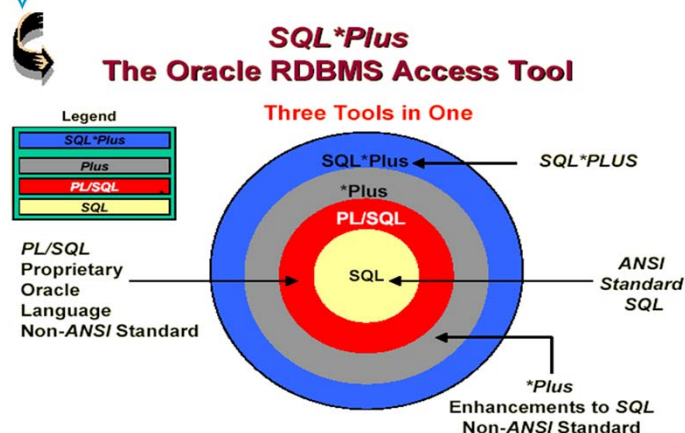 SQL*Plus
The Oracle RDBMS Access Tool
Legend
SQL*Plus
Plus
PL/SQL
SQL
Three Tools in One
SQL*Plus
*Plus
PL/SQL
SQL
SQL*PLUS
PL/SQL
Proprietary
Oracle
Language
Non-ANSI Standard
ANSI
Standard
SQL
*Plus
Enhancements to SQL
Non-ANSI Standard